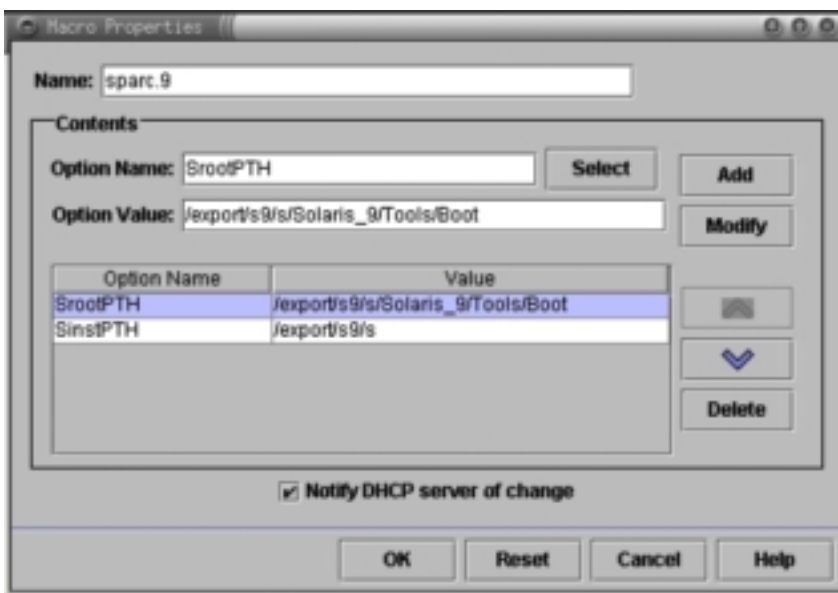 Macro Properties
Name: sparc.9
Contents
Option Name: SrootPTH Select Add
Option Value: /export/s9/s/Solaris_9/Tools/Boot Modify
Option Name Value
SrootPTH /export/s9/s/Solaris_9/Tools/Boot
SinstPTH /export/s9/s
Delete
Notify DHCP server of change
OK Reset Cancel Help